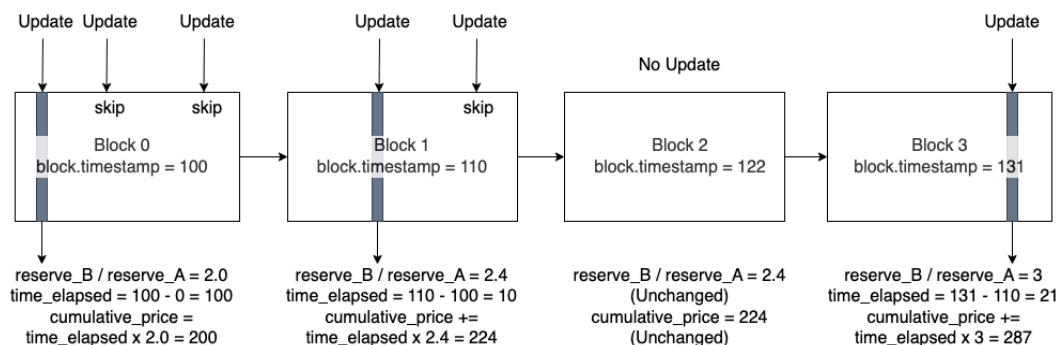 Update
Update
Update
Update
Update
Update
No Update
skip
skip
skip
Block 0
block.timestamp = 100
Block 1
block.timestamp = 110
Block 2
block.timestamp = 122
Block 3
block.timestamp = 131
reserve_B / reserve_A = 2.0
time_elapsed = 100 - 0 = 100
cumulative_price =
time_elapsed x 2.0 = 200
reserve_B / reserve_A = 2.4
time_elapsed = 110 - 100 = 10
cumulative_price +=
time_elapsed x 2.4 = 224
reserve_B / reserve_A = 2.4
(Unchanged)
cumulative_price = 224
(Unchanged)
reserve_B / reserve_A = 3
time_elapsed = 131 - 110 = 21
cumulative_price +=
time_elapsed x 3 = 287